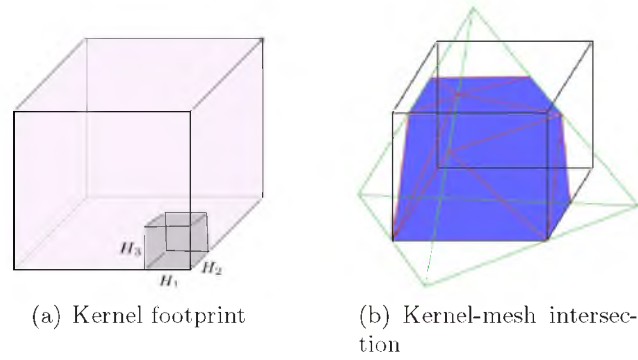 H₃
H₂
H₁
(a) Kernel footprint
(b) Kernel-mesh intersec-
tion